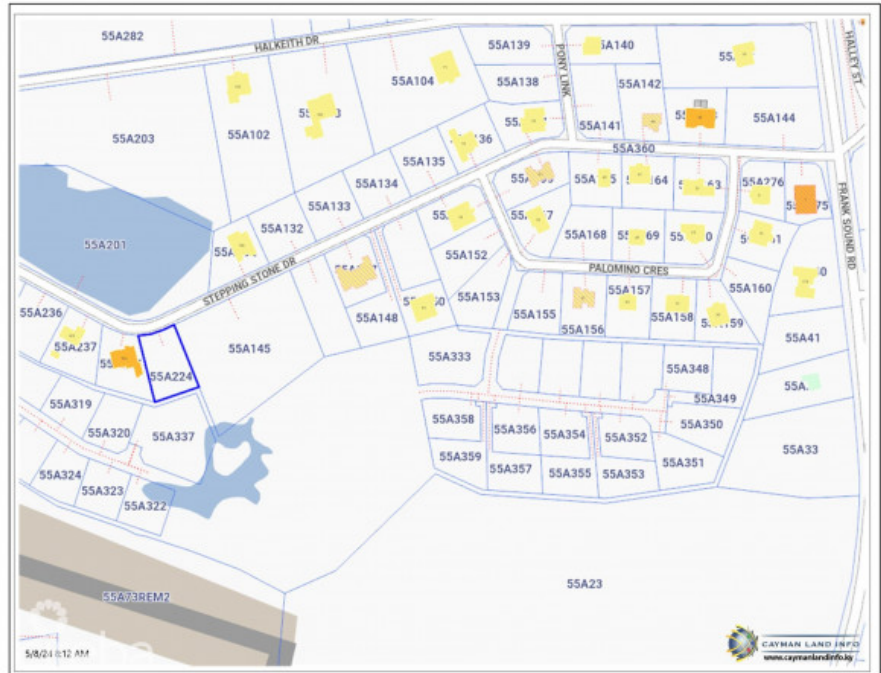 55A282
HALKEITH DR
55A139
55A140
PONY LINK
HALLEY ST
55A104
55A138
55A142
55A203
55A102
55A141
55A144
55A135
55A360
55A134
55A133
55A132
55A276
55A201
STEPPING STONE DR
55A152
55A168
FRANK SOUND RD
PALOMINO CRES
55A153
55A157
55A160
55A236
55A148
55A155
55A156
55A158
55A237
55A145
55A41
55A333
55A348
55A224
55A349
55A319
55A358
55A356
55A354
55A352
55A350
55A33
55A320
55A337
55A359
55A357
55A355
55A353
55A351
55A324
55A323
55A322
55A23
55A73REM2
5/8/24 8:12 AM
CAYMAN LAND INFO
www.caymanlandinfo.ky